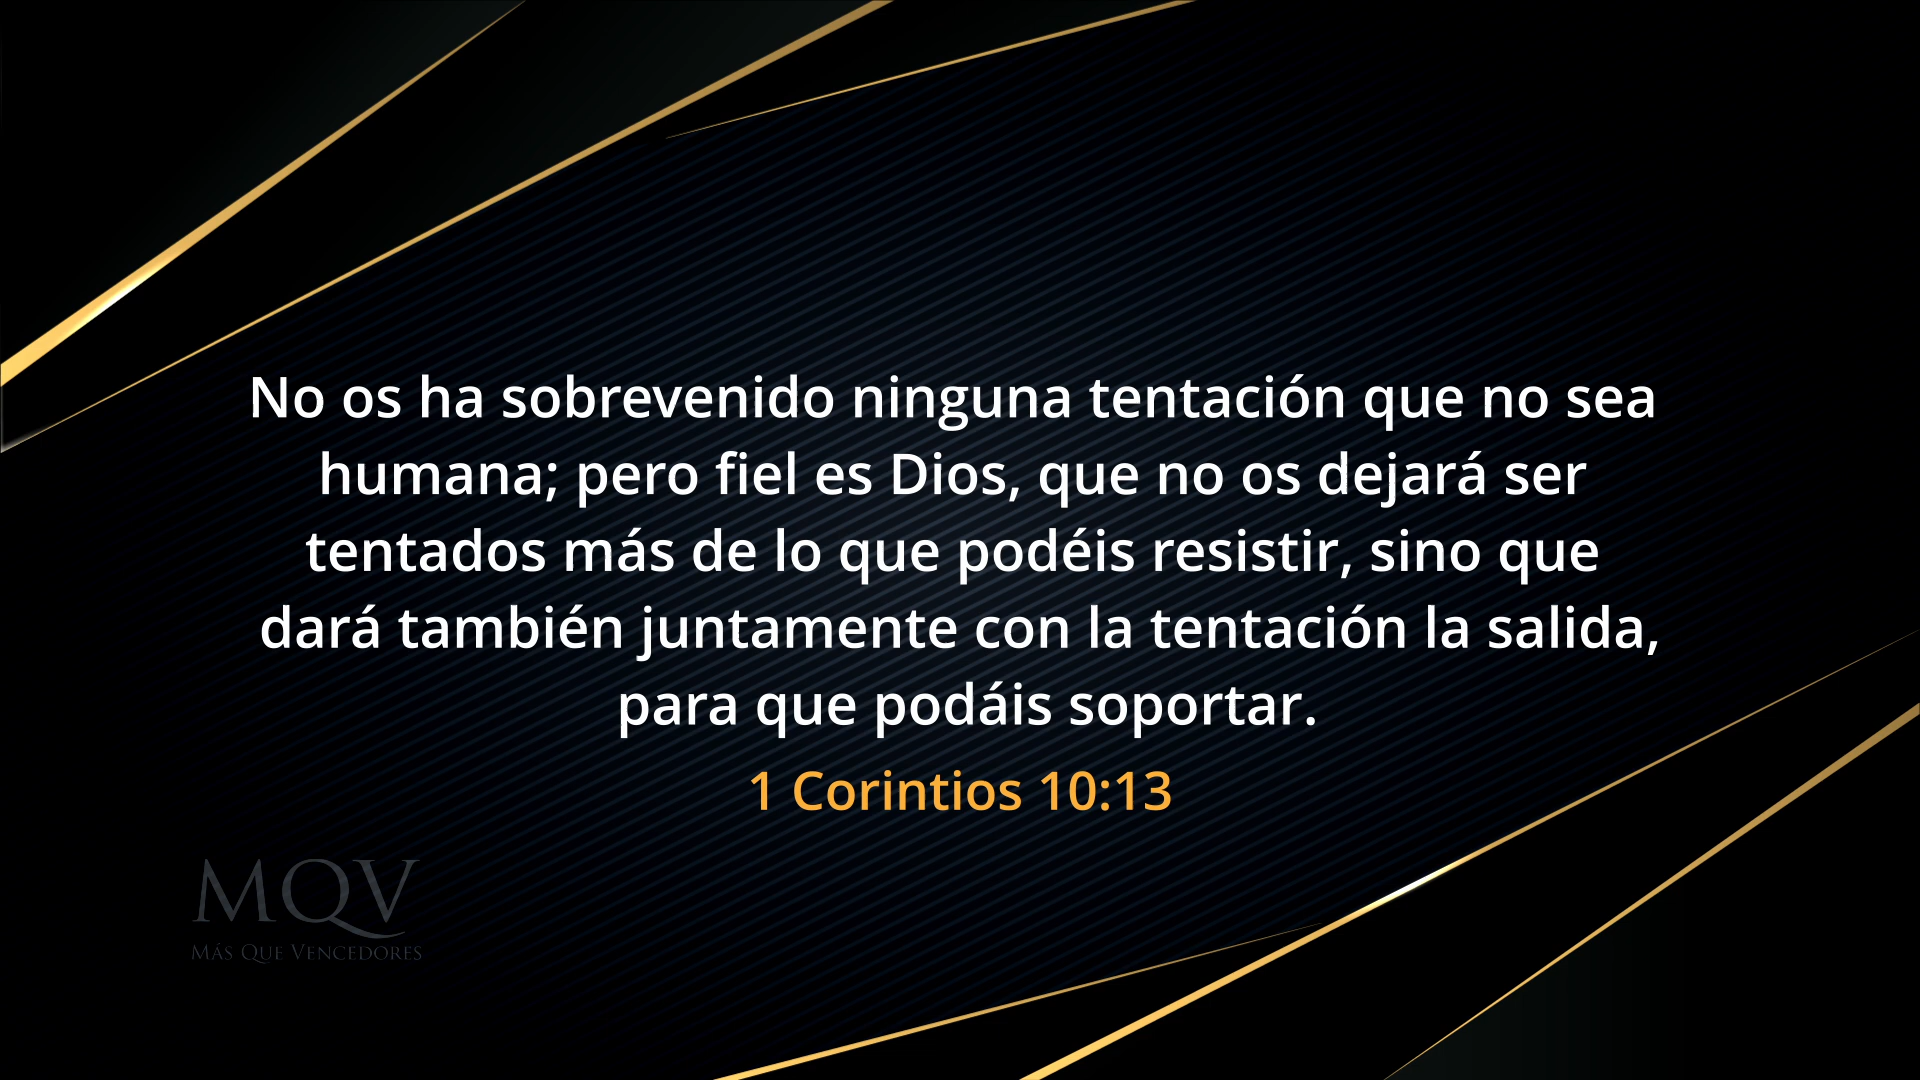 No os ha sobrevenido ninguna tentación que no sea
humana; pero fiel es Dios, que no os dejará ser
tentados más de lo que podéis resistir, sino que
dará también juntamente con la tentación la salida,
para que podáis soportar.
1 Corintios 10:13
MQV
MÁS QUE VENCEDORES